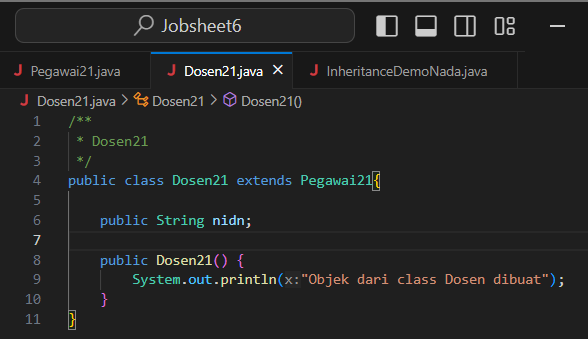 Jobsheet6
J Pegawai21.java J Dosen21.java × J InheritanceDemoNada.java
J Dosen21.java > Dosen21 > Dosen21()
1 /**
2 * Dosen21
3 */
4 public class Dosen21 extends Pegawai21{
5
6 public String nidn;
7
8 public Dosen21() {
9 System.out.println(x:"Objek dari class Dosen dibuat");
10 }
11 }